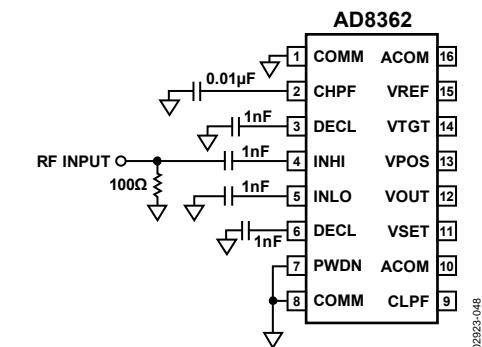 AD8362
1 COMM ACOM 16
0.01µF
2 CHPF VREF 15
1nF
3 DECL VTGT 14
1nF
RF INPUT 4 INHI VPOS 13
100Ω
1nF
5 INLO VOUT 12
6 DECL VSET 11
1nF
7 PWDN ACOM 10
8 COMM CLPF 9
02923-048